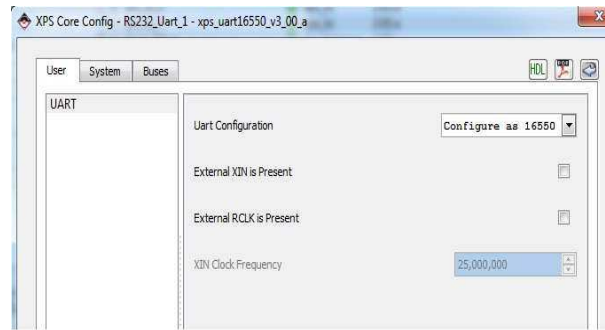 XPS Core Config - RS232_Uart_1 - xps_uart16550_v3_00_a
User System Buses HDL
UART
Uart Configuration Configure as 16550
External XIN is Present
External RCLK is Present
XIN Clock Frequency 25,000,000